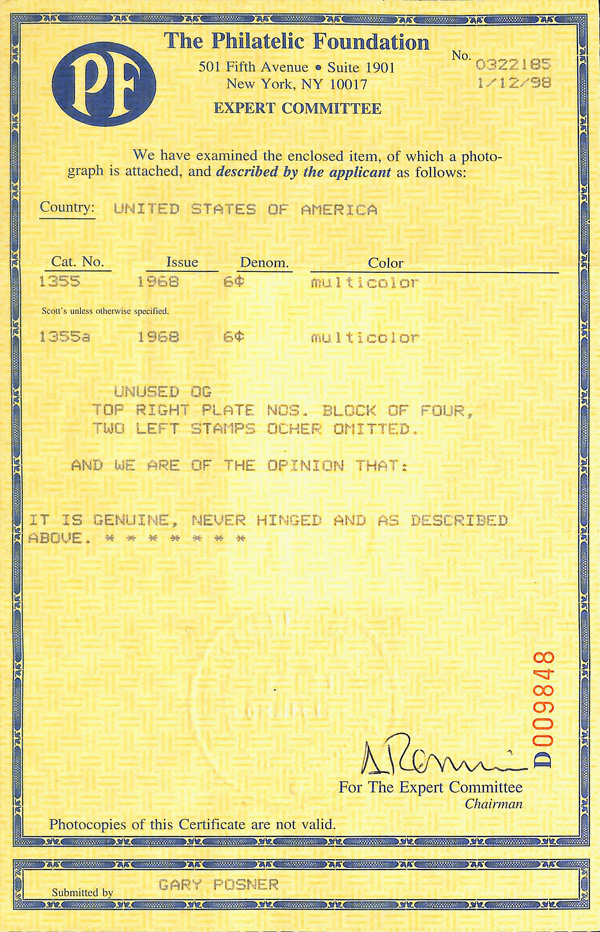 PF
The Philatelic Foundation
501 Fifth Avenue • Suite 1901
New York, NY 10017
EXPERT COMMITTEE
No. 0322185
1/12/98
We have examined the enclosed item, of which a photo-
graph is attached, and described by the applicant as follows:
Country: UNITED STATES OF AMERICA
Cat. No. Issue Denom. Color
1355 1968 6¢ multicolor
Scott's unless otherwise specified.
1355a 1968 6¢ multicolor
UNUSED OG
TOP RIGHT PLATE NOS. BLOCK OF FOUR,
TWO LEFT STAMPS OCHER OMITTED.
AND WE ARE OF THE OPINION THAT:
IT IS GENUINE, NEVER HINGED AND AS DESCRIBED
ABOVE. * * * * * * *
D009848
For The Expert Committee
Chairman
Photocopies of this Certificate are not valid.
Submitted by GARY POSNER